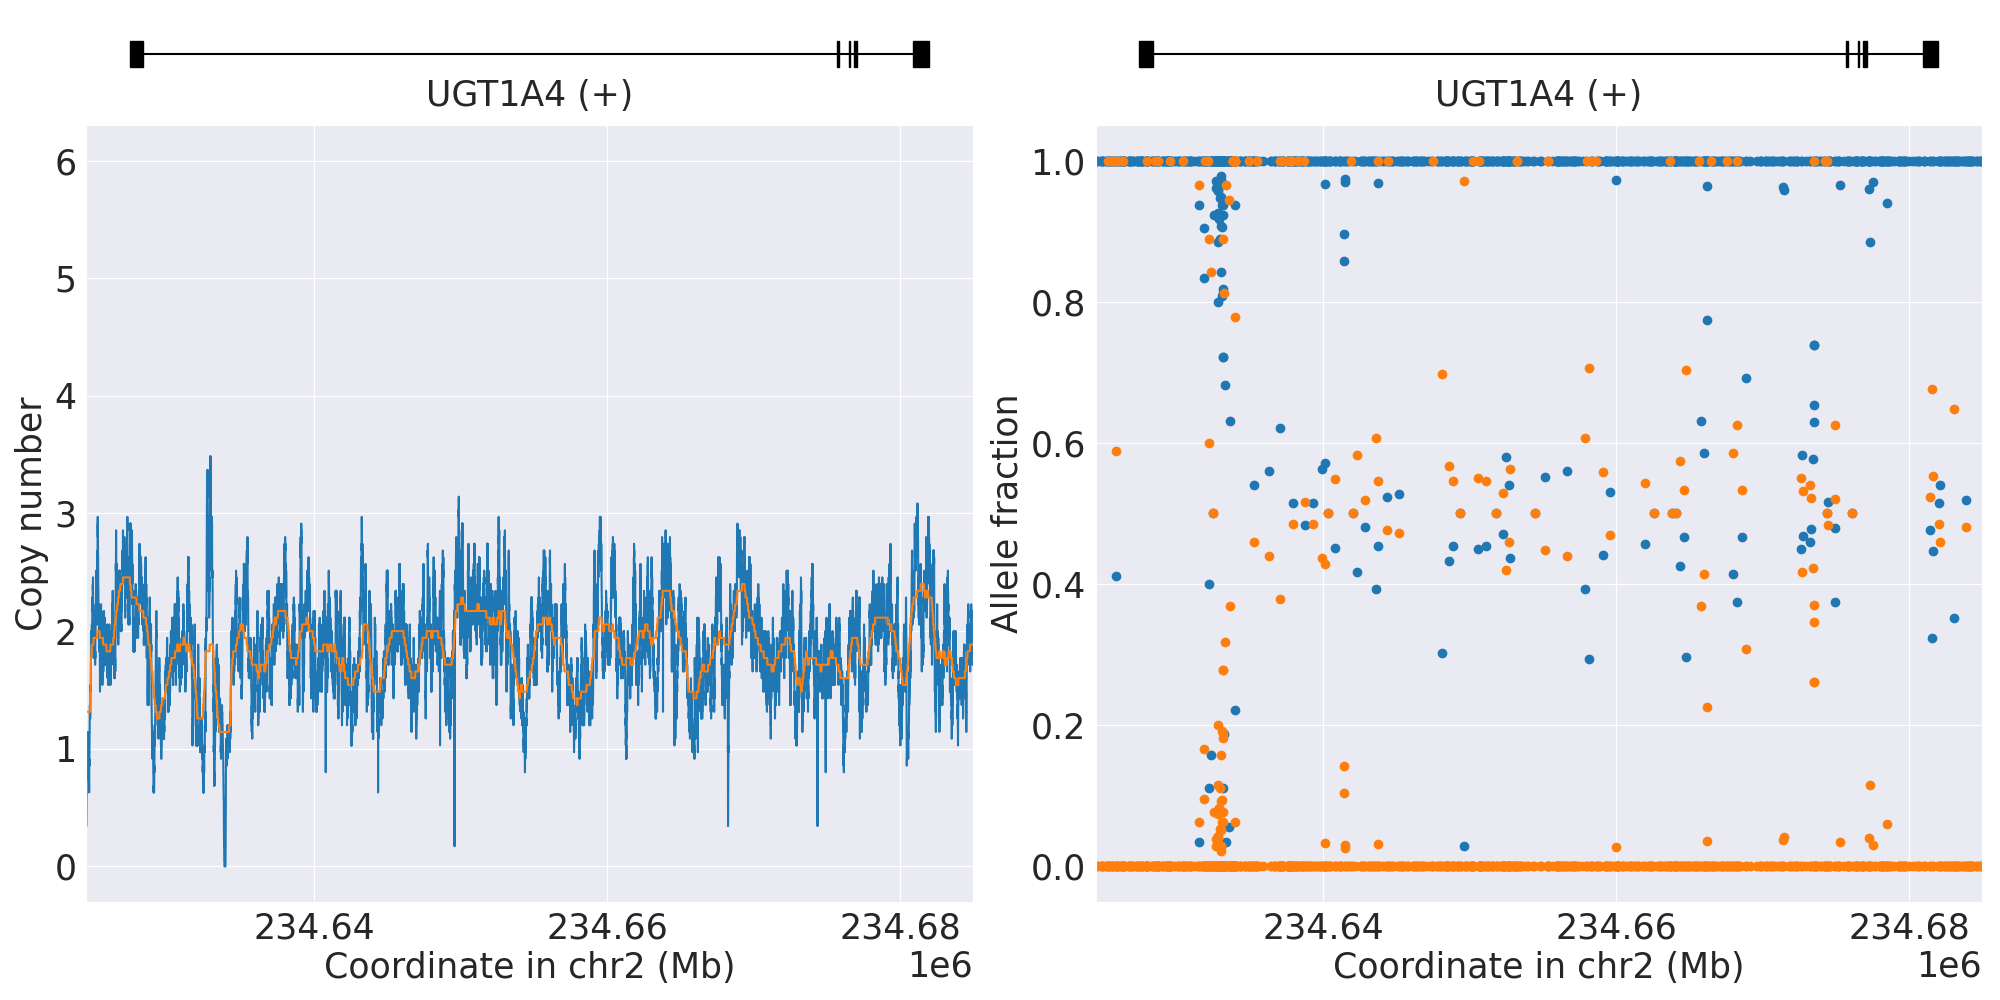 UGT1A4 (+)
6
5
4
3
2
1
0
Copy number
234.64 234.66 234.68
Coordinate in chr2 (Mb) 1e6
UGT1A4 (+)
1.0
0.8
0.6
0.4
0.2
0.0
Allele fraction
234.64 234.66 234.68
Coordinate in chr2 (Mb) 1e6